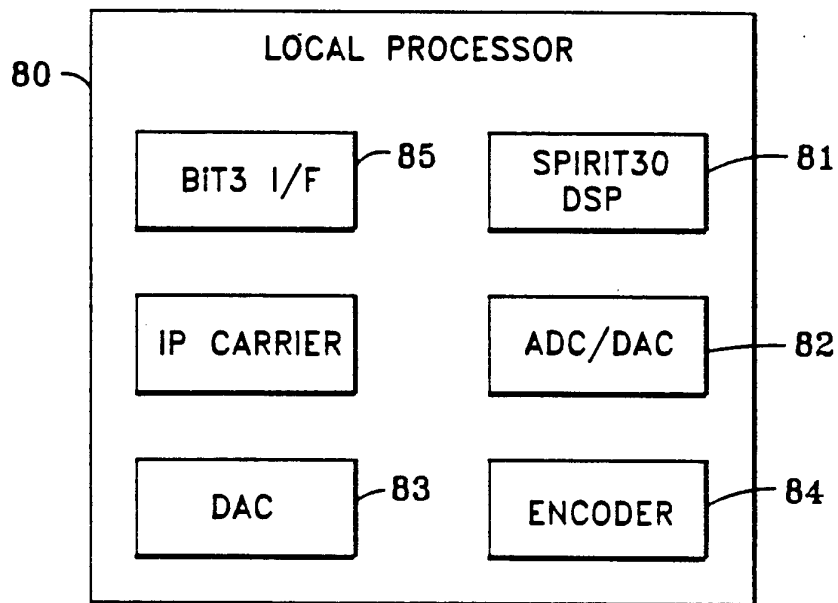 LOCAL PROCESSOR
80
BIT3 I/F
85
SPIRIT30
DSP
81
IP CARRIER
ADC/DAC
82
DAC
83
ENCODER
84